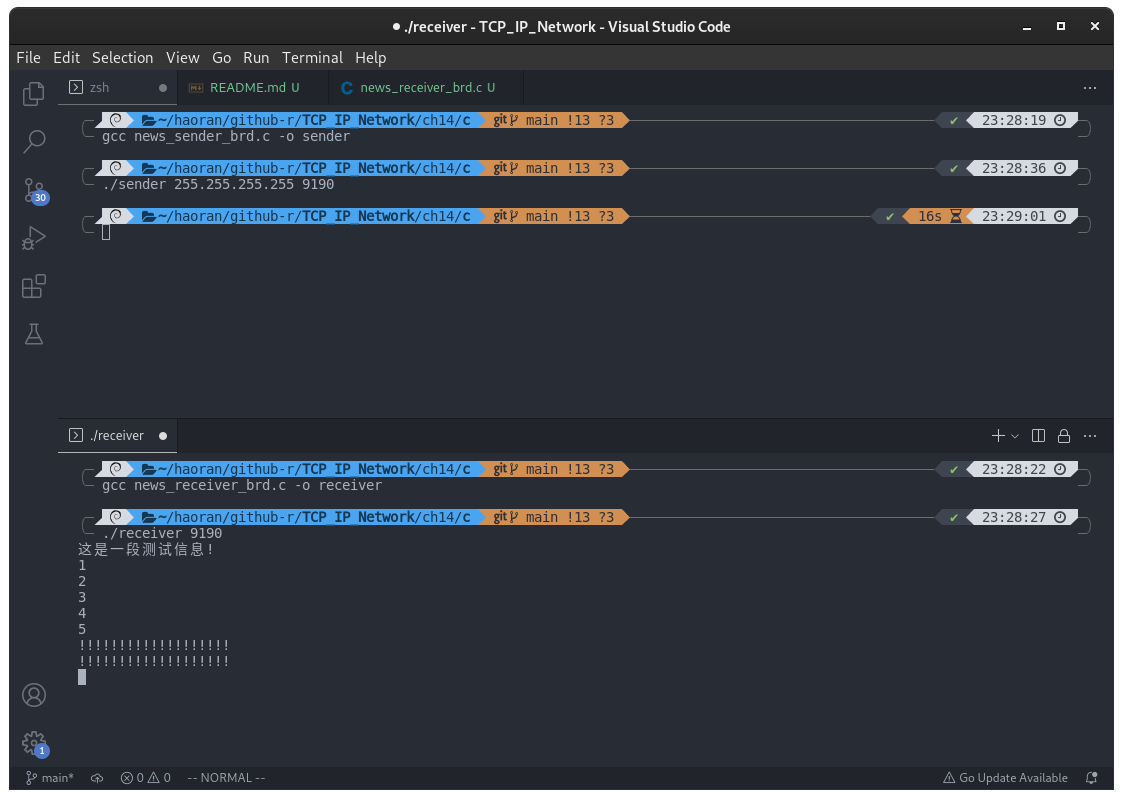 ./receiver - TCP_IP_Network - Visual Studio Code
File Edit Selection View Go Run Terminal Help
zsh README.md U C news_receiver_brd.c U
~/haoran/github-r/TCP_IP_Network/ch14/c git main !13 ?3 ✔ 23:28:19
gcc news_sender_brd.c -o sender
~/haoran/github-r/TCP_IP_Network/ch14/c git main !13 ?3 ✔ 23:28:36
./sender 255.255.255.255 9190
~/haoran/github-r/TCP_IP_Network/ch14/c git main !13 ?3 ✔ 16s 23:29:01
30
./receiver
~/haoran/github-r/TCP_IP_Network/ch14/c git main !13 ?3 ✔ 23:28:22
gcc news_receiver_brd.c -o receiver
~/haoran/github-r/TCP_IP_Network/ch14/c git main !13 ?3 ✔ 23:28:27
./receiver 9190
这是一段测试信息!
1
2
3
4
5
!!!!!!!!!!!!!!!!!!!
!!!!!!!!!!!!!!!!!!!
1
main* 0 0 -- NORMAL -- Go Update Available